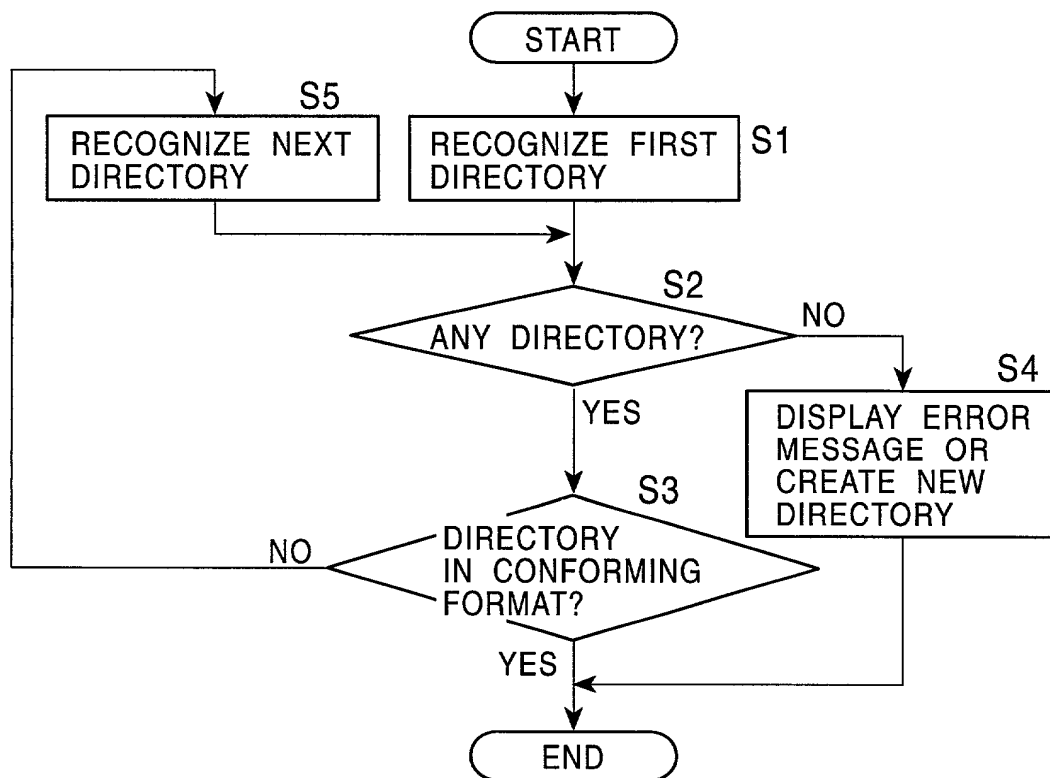 START
S5
RECOGNIZE NEXT
DIRECTORY
S1
RECOGNIZE FIRST
DIRECTORY
S2
ANY DIRECTORY?
NO
YES
S4
DISPLAY ERROR
MESSAGE OR
CREATE NEW
DIRECTORY
S3
DIRECTORY
IN CONFORMING
FORMAT?
NO
YES
END